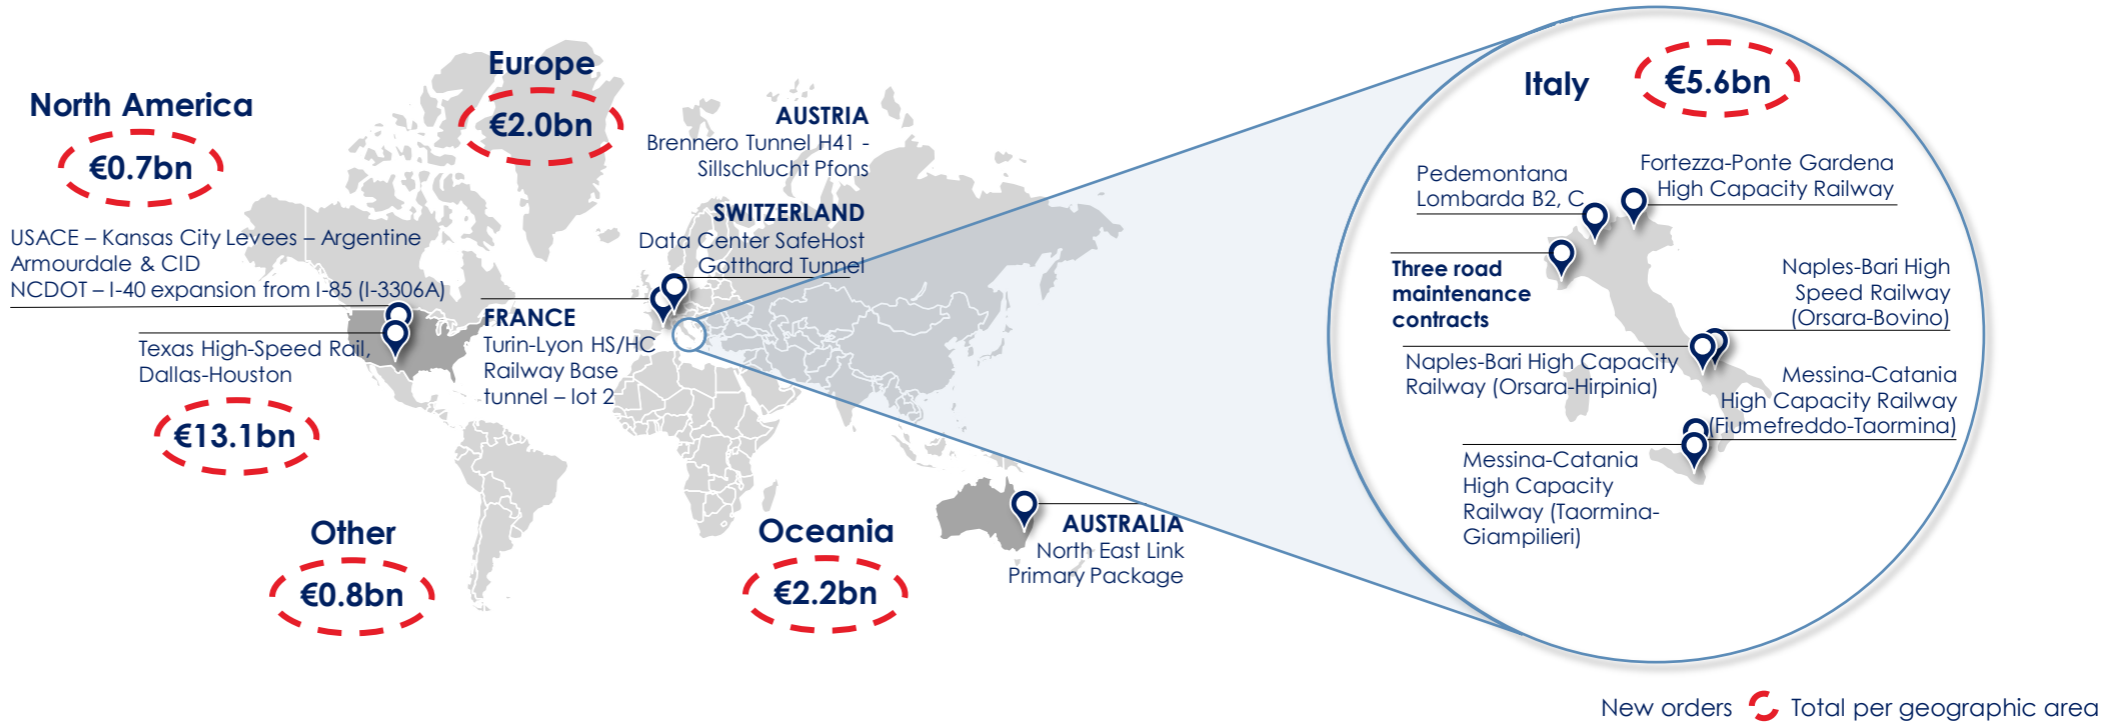 North America
€0.7bn
USACE – Kansas City Levees – Argentine
Armourdale & CID
NCDOT – I-40 expansion from I-85 (I-3306A)
Texas High-Speed Rail,
Dallas-Houston
€13.1bn
Other
€0.8bn
Europe
€2.0bn
AUSTRIA
Brennero Tunnel H41 -
Sillschlucht Pfons
SWITZERLAND
Data Center SafeHost
Gotthard Tunnel
FRANCE
Turin-Lyon HS/HC
Railway Base
tunnel – lot 2
Oceania
€2.2bn
AUSTRALIA
North East Link
Primary Package
Italy
€5.6bn
Pedemontana
Lombarda B2, C
Fortezza-Ponte Gardena
High Capacity Railway
Three road
maintenance
contracts
Naples-Bari High
Speed Railway
(Orsara-Bovino)
Naples-Bari High Capacity
Railway (Orsara-Hirpinia)
Messina-Catania
High Capacity Railway
(Fiumefreddo-Taormina)
Messina-Catania
High Capacity
Railway (Taormina-
Giampilieri)
New orders
Total per geographic area